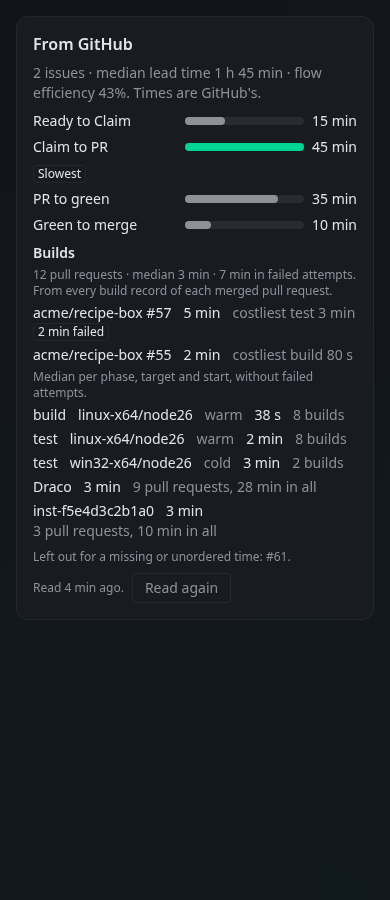 From GitHub
2 issues · median lead time 1 h 45 min · flow
efficiency 43%. Times are GitHub's.
Ready to Claim 15 min
Claim to PR 45 min
Slowest
PR to green 35 min
Green to merge 10 min
Builds
12 pull requests · median 3 min · 7 min in failed attempts.
From every build record of each merged pull request.
acme/recipe-box #57 5 min costliest test 3 min
2 min failed
acme/recipe-box #55 2 min costliest build 80 s
Median per phase, target and start, without failed
attempts.
build linux-x64/node26 warm 38 s 8 builds
test linux-x64/node26 warm 2 min 8 builds
test win32-x64/node26 cold 3 min 2 builds
Draco 3 min 9 pull requests, 28 min in all
inst-f5e4d3c2b1a0 3 min
3 pull requests, 10 min in all
Left out for a missing or unordered time: #61.
Read 4 min ago. Read again